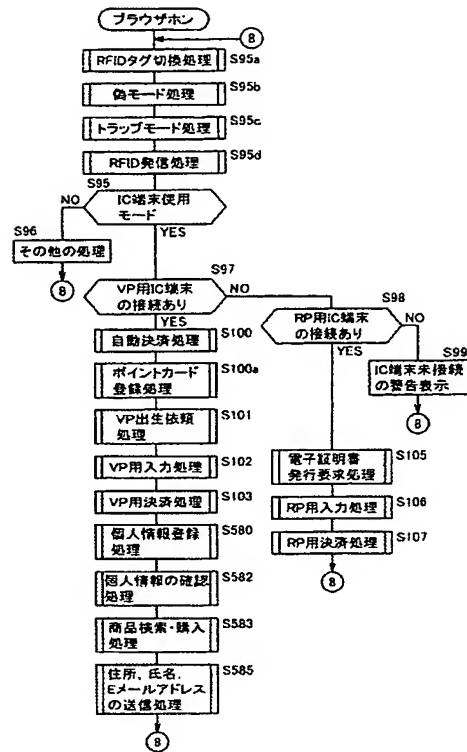 ブラウザホン
8
RFIDタグ切換処理
S95a
偽モード処理
S95b
トラップモード処理
S95c
RFID発信処理
S95d
S95
IC端末使用
モード
NO
YES
S96
その他の処理
8
S97
VP用IC端末
の接続あり
NO
YES
S98
RP用IC端末
の接続あり
NO
YES
S99
IC端末未接続
の警告表示
8
自動決済処理
S100
ポイントカード
登録処理
S100a
VP出生依頼
処理
S101
VP用入力処理
S102
VP用決済処理
S103
個人情報登録
処理
S580
個人情報の確認
処理
S582
商品検索・購入
処理
S583
住所、氏名、
Eメールアドレス
の送信処理
S585
8
電子証明書
発行要求処理
S105
RP用入力処理
S106
RP用決済処理
S107
8